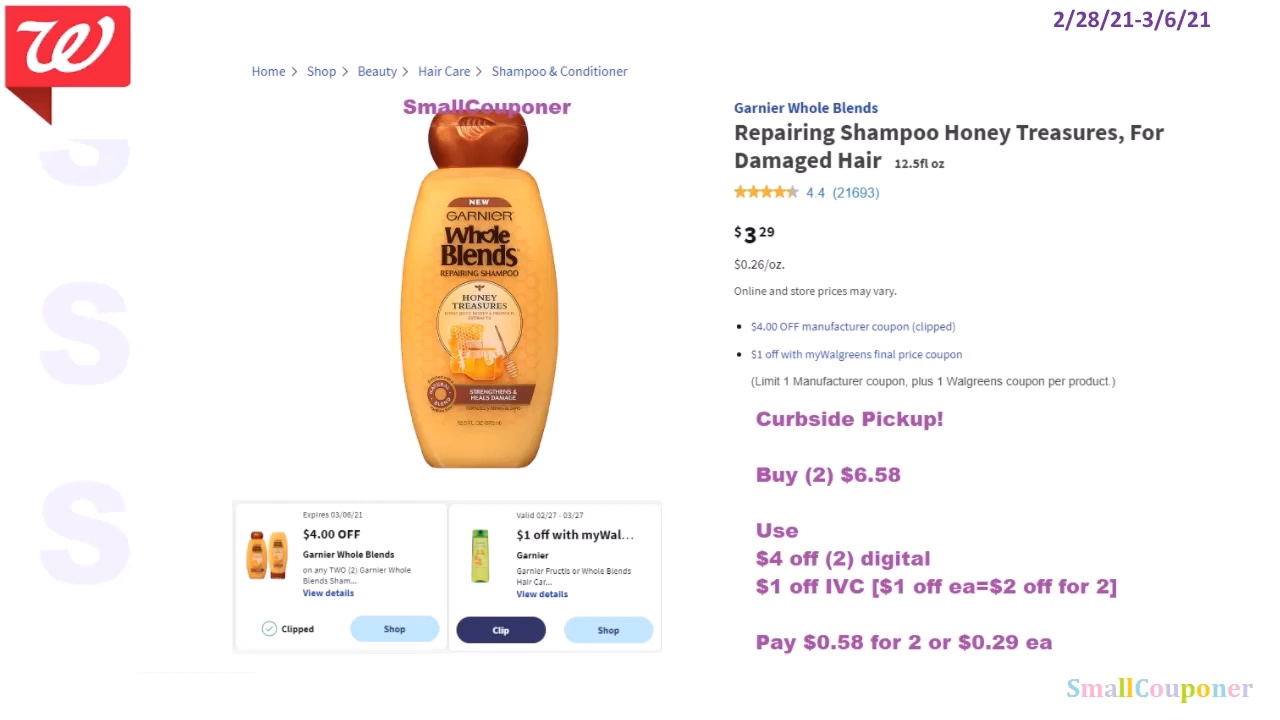 2/28/21-3/6/21
Home > Shop > Beauty > Hair Care > Shampoo & Conditioner
SmallCouponer
Garnier Whole Blends
Repairing Shampoo Honey Treasures, For
Damaged Hair 12.5fl oz
4.4 (21693)
$3 29
$0.26/oz.
Online and store prices may vary.
$4.00 OFF manufacturer coupon (clipped)
$1 off with myWalgreens final price coupon
(Limit 1 Manufacturer coupon, plus 1 Walgreens coupon per product.)
NEW
GARNIER
Whole
Blends
REPAIRING SHAMPOO
HONEY
TREASURES
STRENGTHENS &
HEALS DAMAGE
Curbside Pickup!
Buy (2) $6.58
Use
$4 off (2) digital
$1 off IVC [$1 off ea=$2 off for 2]
Pay $0.58 for 2 or $0.29 ea
Expires 03/06/21
$4.00 OFF
Garnier Whole Blends
on any TWO (2) Garnier Whole
Blends Sham...
View details
Clipped
Shop
Valid 02/27 - 03/27
$1 off with myWal...
Garnier
Garnier Fructis or Whole Blends
Hair Car...
View details
Clip
Shop
SmallCouponer
W
S
S
S